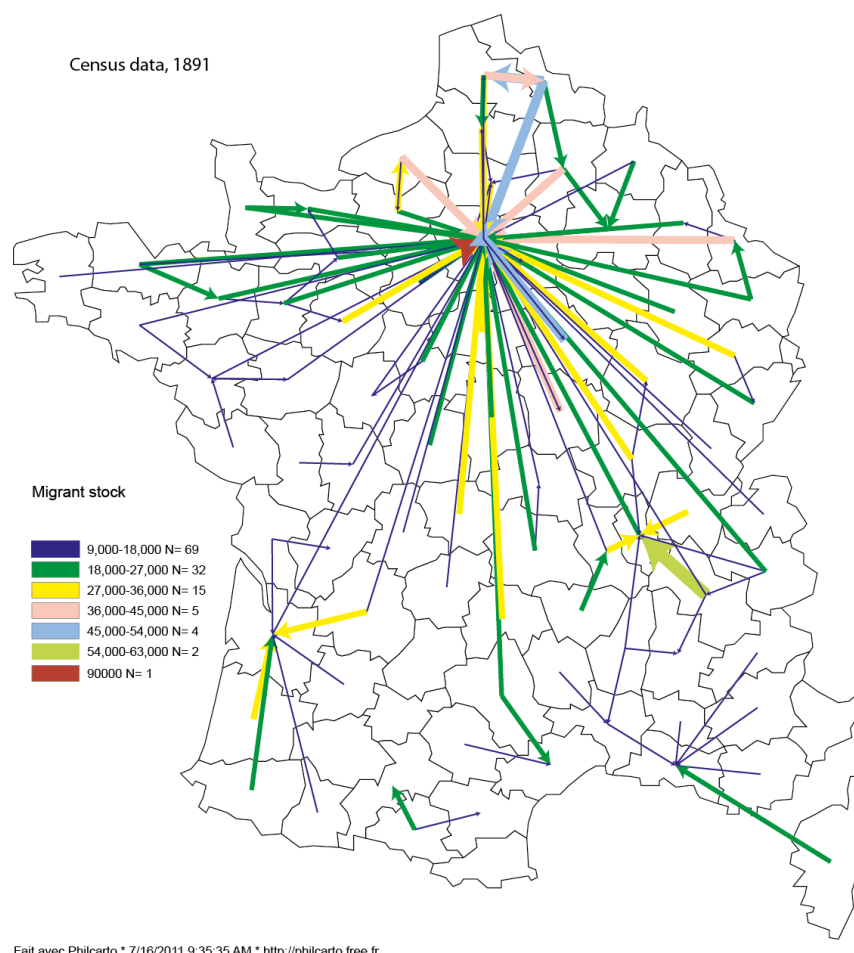 Census data, 1891
Migrant stock
9,000-18,000 N= 69
18,000-27,000 N= 32
27,000-36,000 N= 15
36,000-45,000 N= 5
45,000-54,000 N= 4
54,000-63,000 N= 2
90000 N= 1
Fait avec Philcarto * 7/16/2011 9:35:35 AM * http://philcarto.free.fr